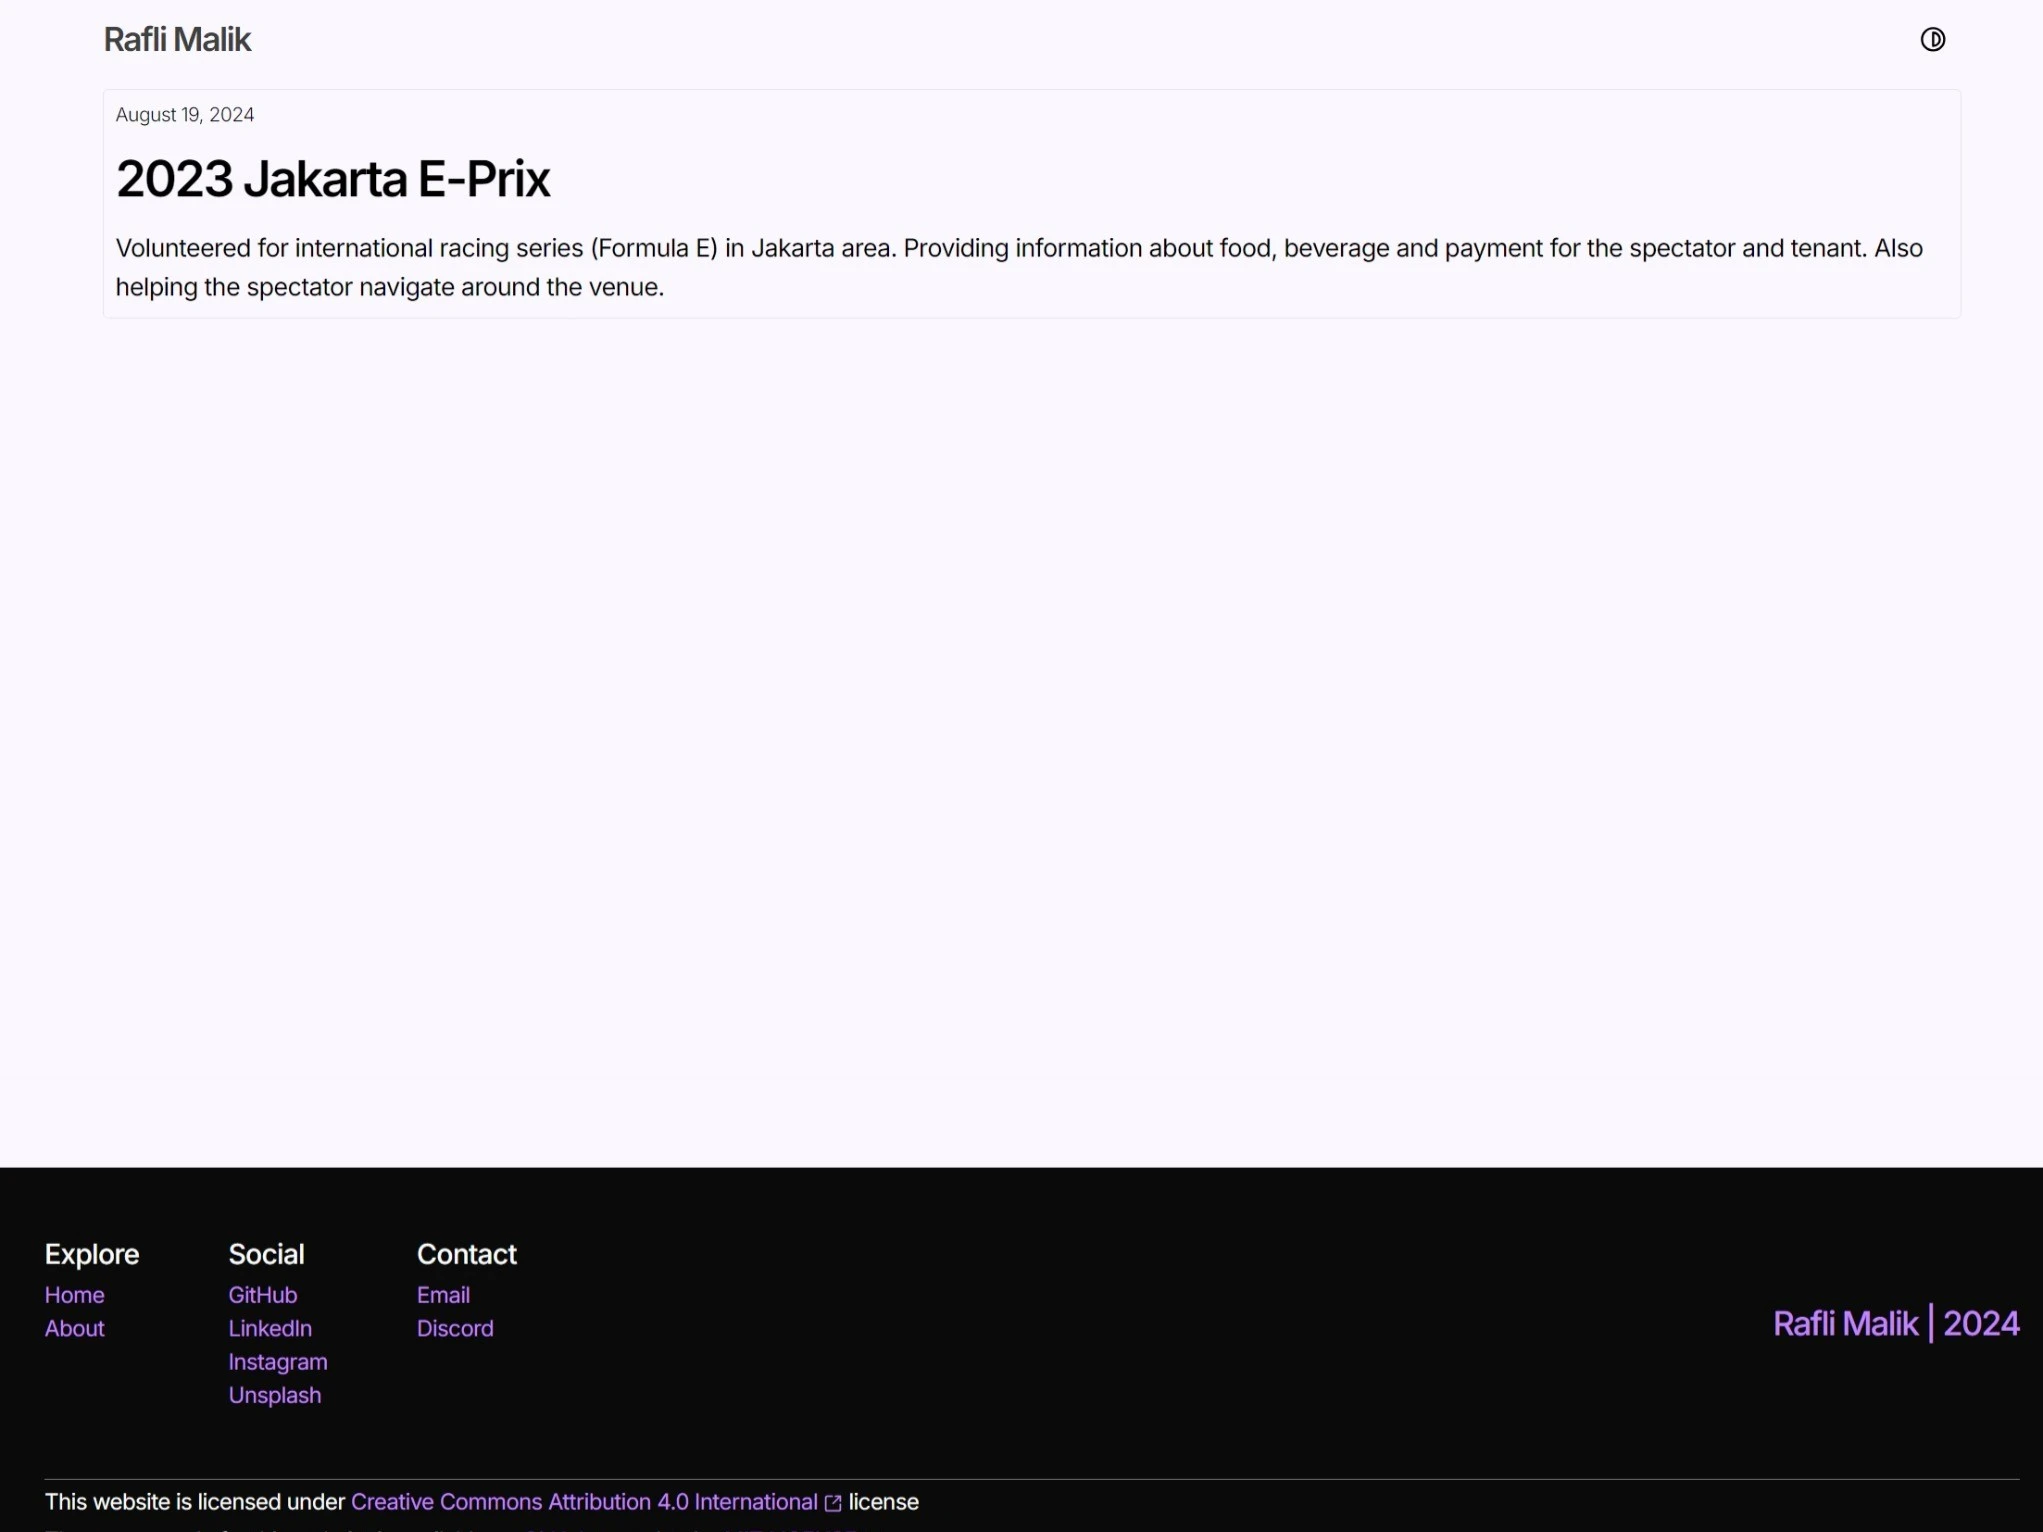 Rafli Malik
August 19, 2024
2023 Jakarta E-Prix
Volunteered for international racing series (Formula E) in Jakarta area. Providing information about food, beverage and payment for the spectator and tenant. Also
helping the spectator navigate around the venue.
Explore
Home
About
Social
GitHub
LinkedIn
Instagram
Unsplash
Contact
Email
Discord
Rafli Malik | 2024
This website is licensed under Creative Commons Attribution 4.0 International license